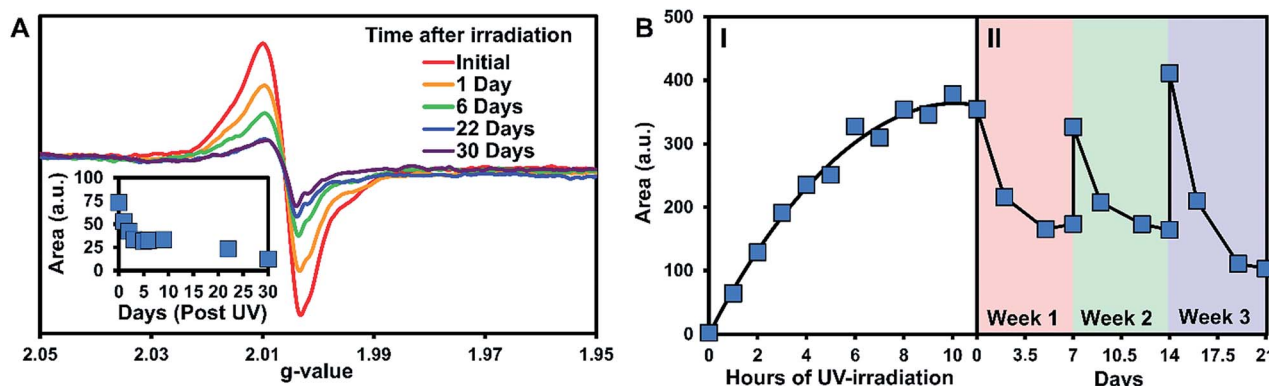 A
Time after irradiation
Initial
1 Day
6 Days
22 Days
30 Days
Area (a.u.)
100
75
50
25
0
0 5 10 15 20 25 30
Days (Post UV)
2.05 2.03 2.01 1.99 1.97 1.95
g-value
B
I
II
Area (a.u.)
500
400
300
200
100
0
Week 1 Week 2 Week 3
0 2 4 6 8 10 0 3.5 7 10.5 14 17.5 21
Hours of UV-irradiation Days